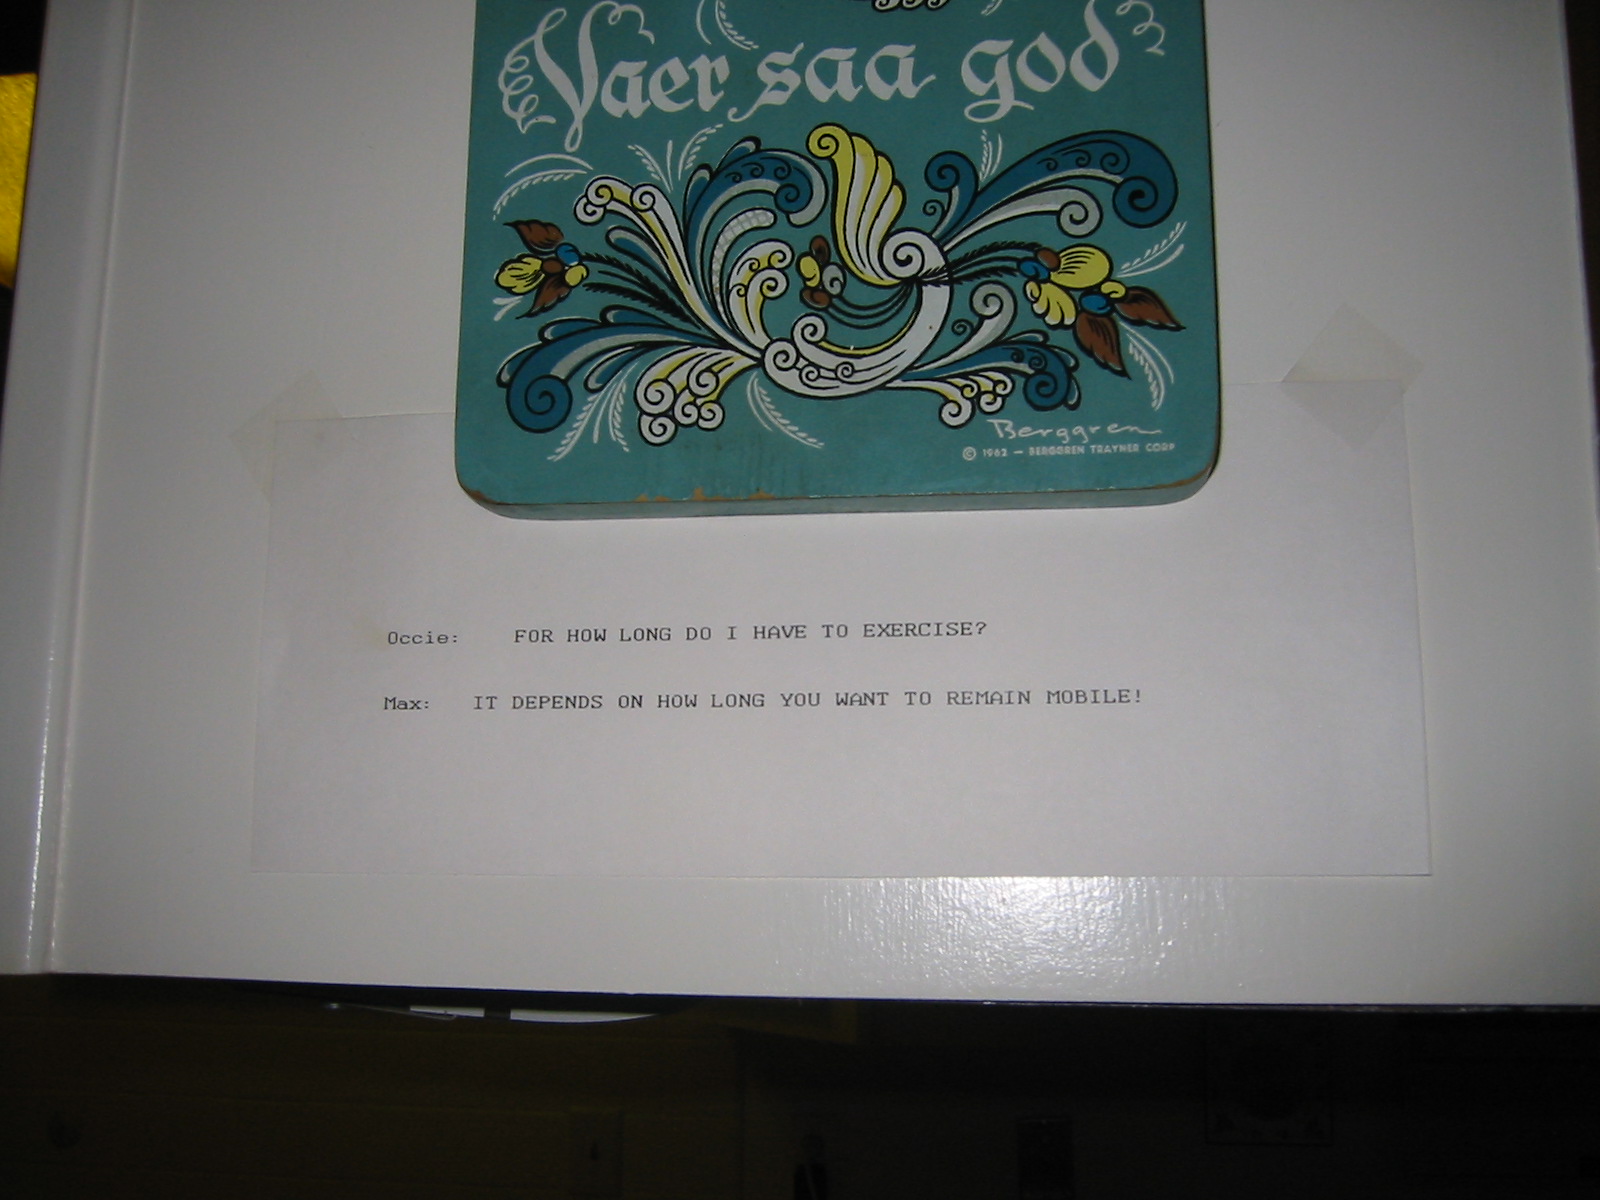 Vaer saa god
Berggren
© 1962 — BERGGREN TRAYNER CORP
Occie: FOR HOW LONG DO I HAVE TO EXERCISE?
Max: IT DEPENDS ON HOW LONG YOU WANT TO REMAIN MOBILE!